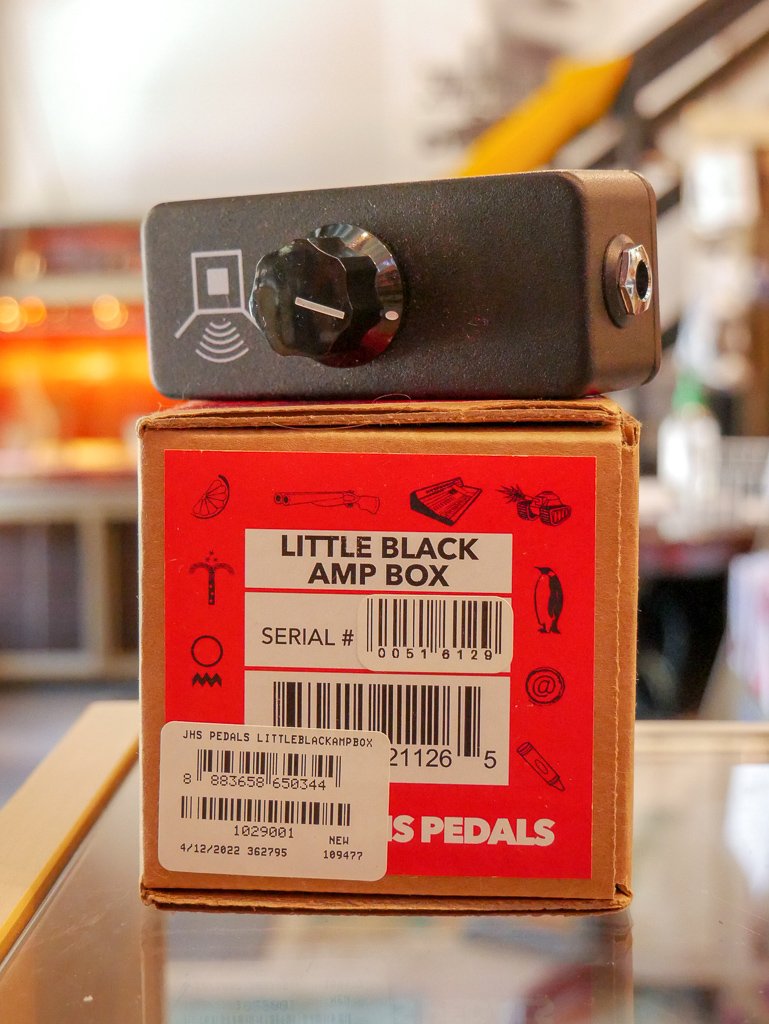 LITTLE BLACK
AMP BOX
SERIAL #
0051 6129
21126 5
JHS PEDALS LITTLEBLACKAMPBOX
8 883658 650344
1029001
NEW
4/12/2022 362795 109477
HS PEDALS
@